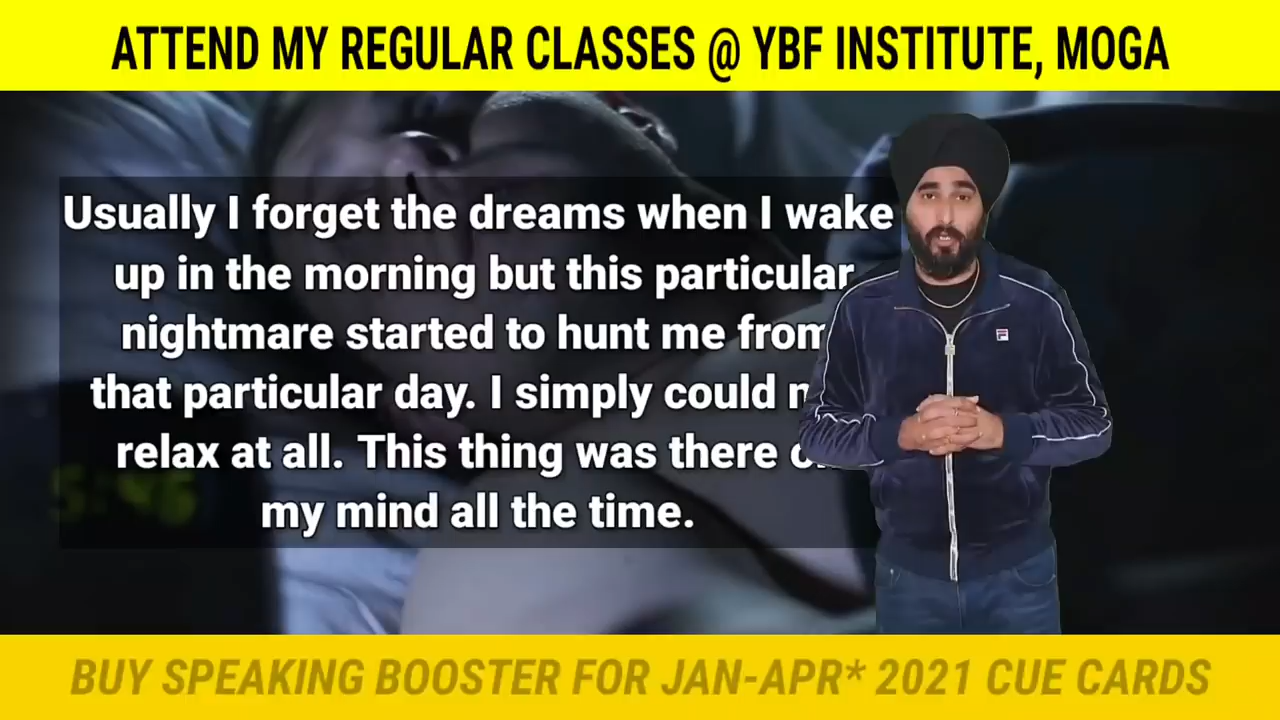 ATTEND MY REGULAR CLASSES @ YBF INSTITUTE, MOGA
Usually I forget the dreams when I wake
up in the morning but this particular
nightmare started to hunt me from
that particular day. I simply could
relax at all. This thing was there
my mind all the time.
5:46
BUY SPEAKING BOOSTER FOR JAN-APR* 2021 CUE CARDS